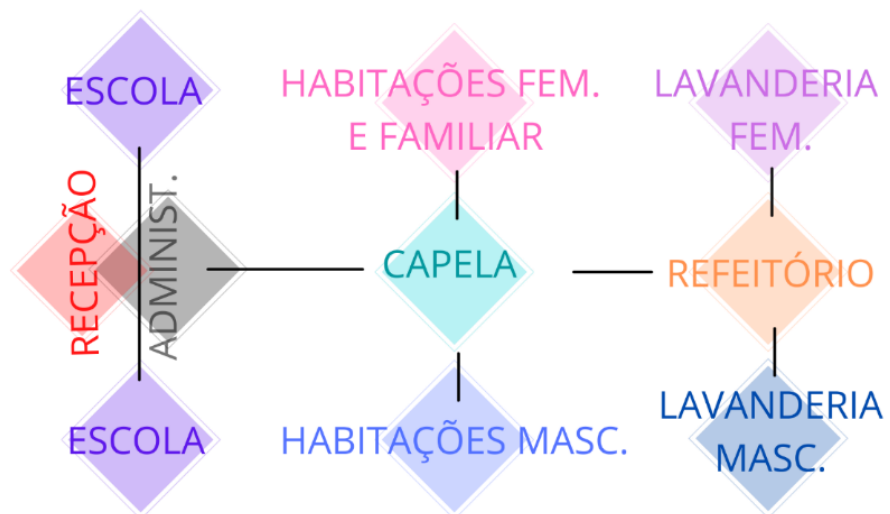 ESCOLA
HABITAÇÕES FEM.
E FAMILIAR
LAVANDERIA
FEM.
RECEPÇÃO
ADMINIST.
CAPELA
REFEITÓRIO
ESCOLA
HABITAÇÕES MASC.
LAVANDERIA
MASC.